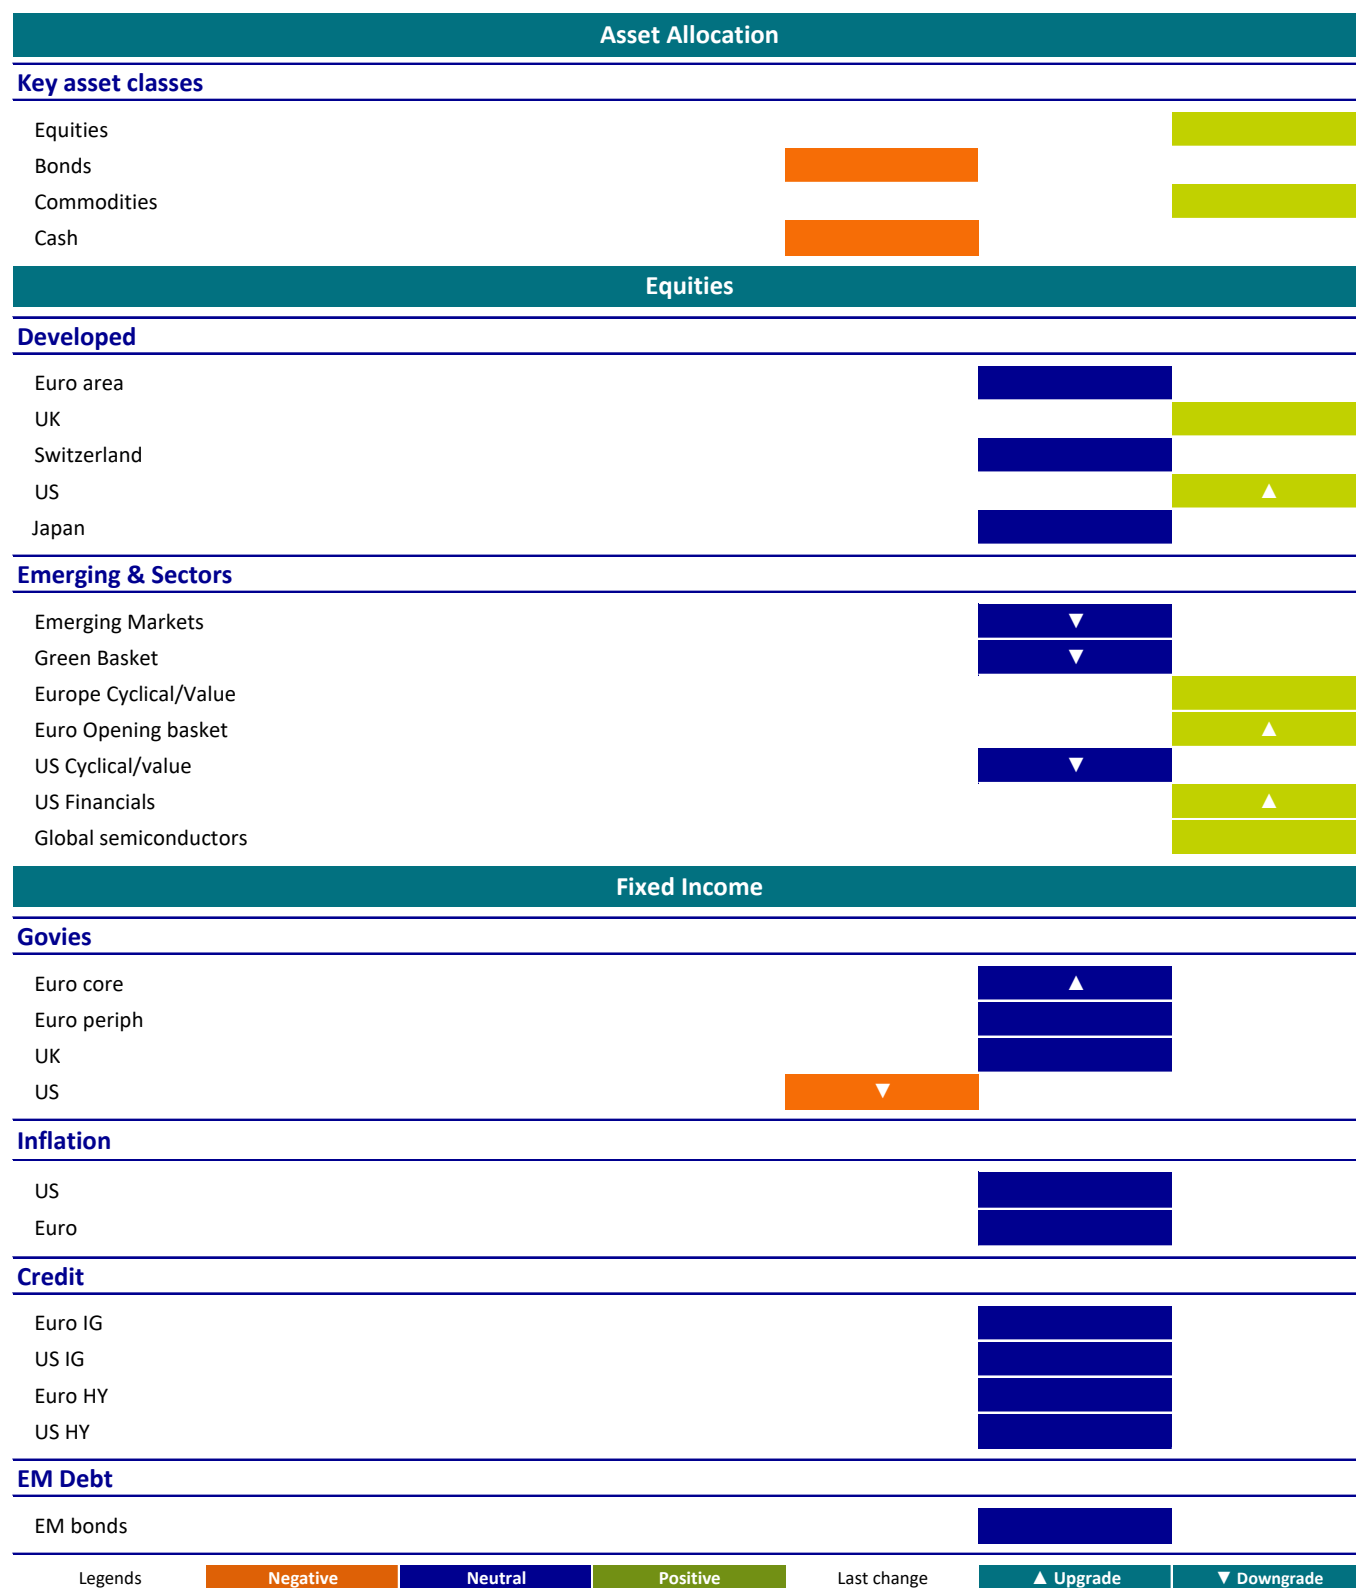 Asset Allocation
Key asset classes
Equities
Bonds
Commodities
Cash
Equities
Developed
Euro area
UK
Switzerland
US ▲
Japan
Emerging & Sectors
Emerging Markets ▼
Green Basket ▼
Europe Cyclical/Value
Euro Opening basket ▲
US Cyclical/value ▼
US Financials ▲
Global semiconductors
Fixed Income
Govies
Euro core ▲
Euro periph
UK
US ▼
Inflation
US
Euro
Credit
Euro IG
US IG
Euro HY
US HY
EM Debt
EM bonds
Legends Negative Neutral Positive Last change ▲ Upgrade ▼ Downgrade